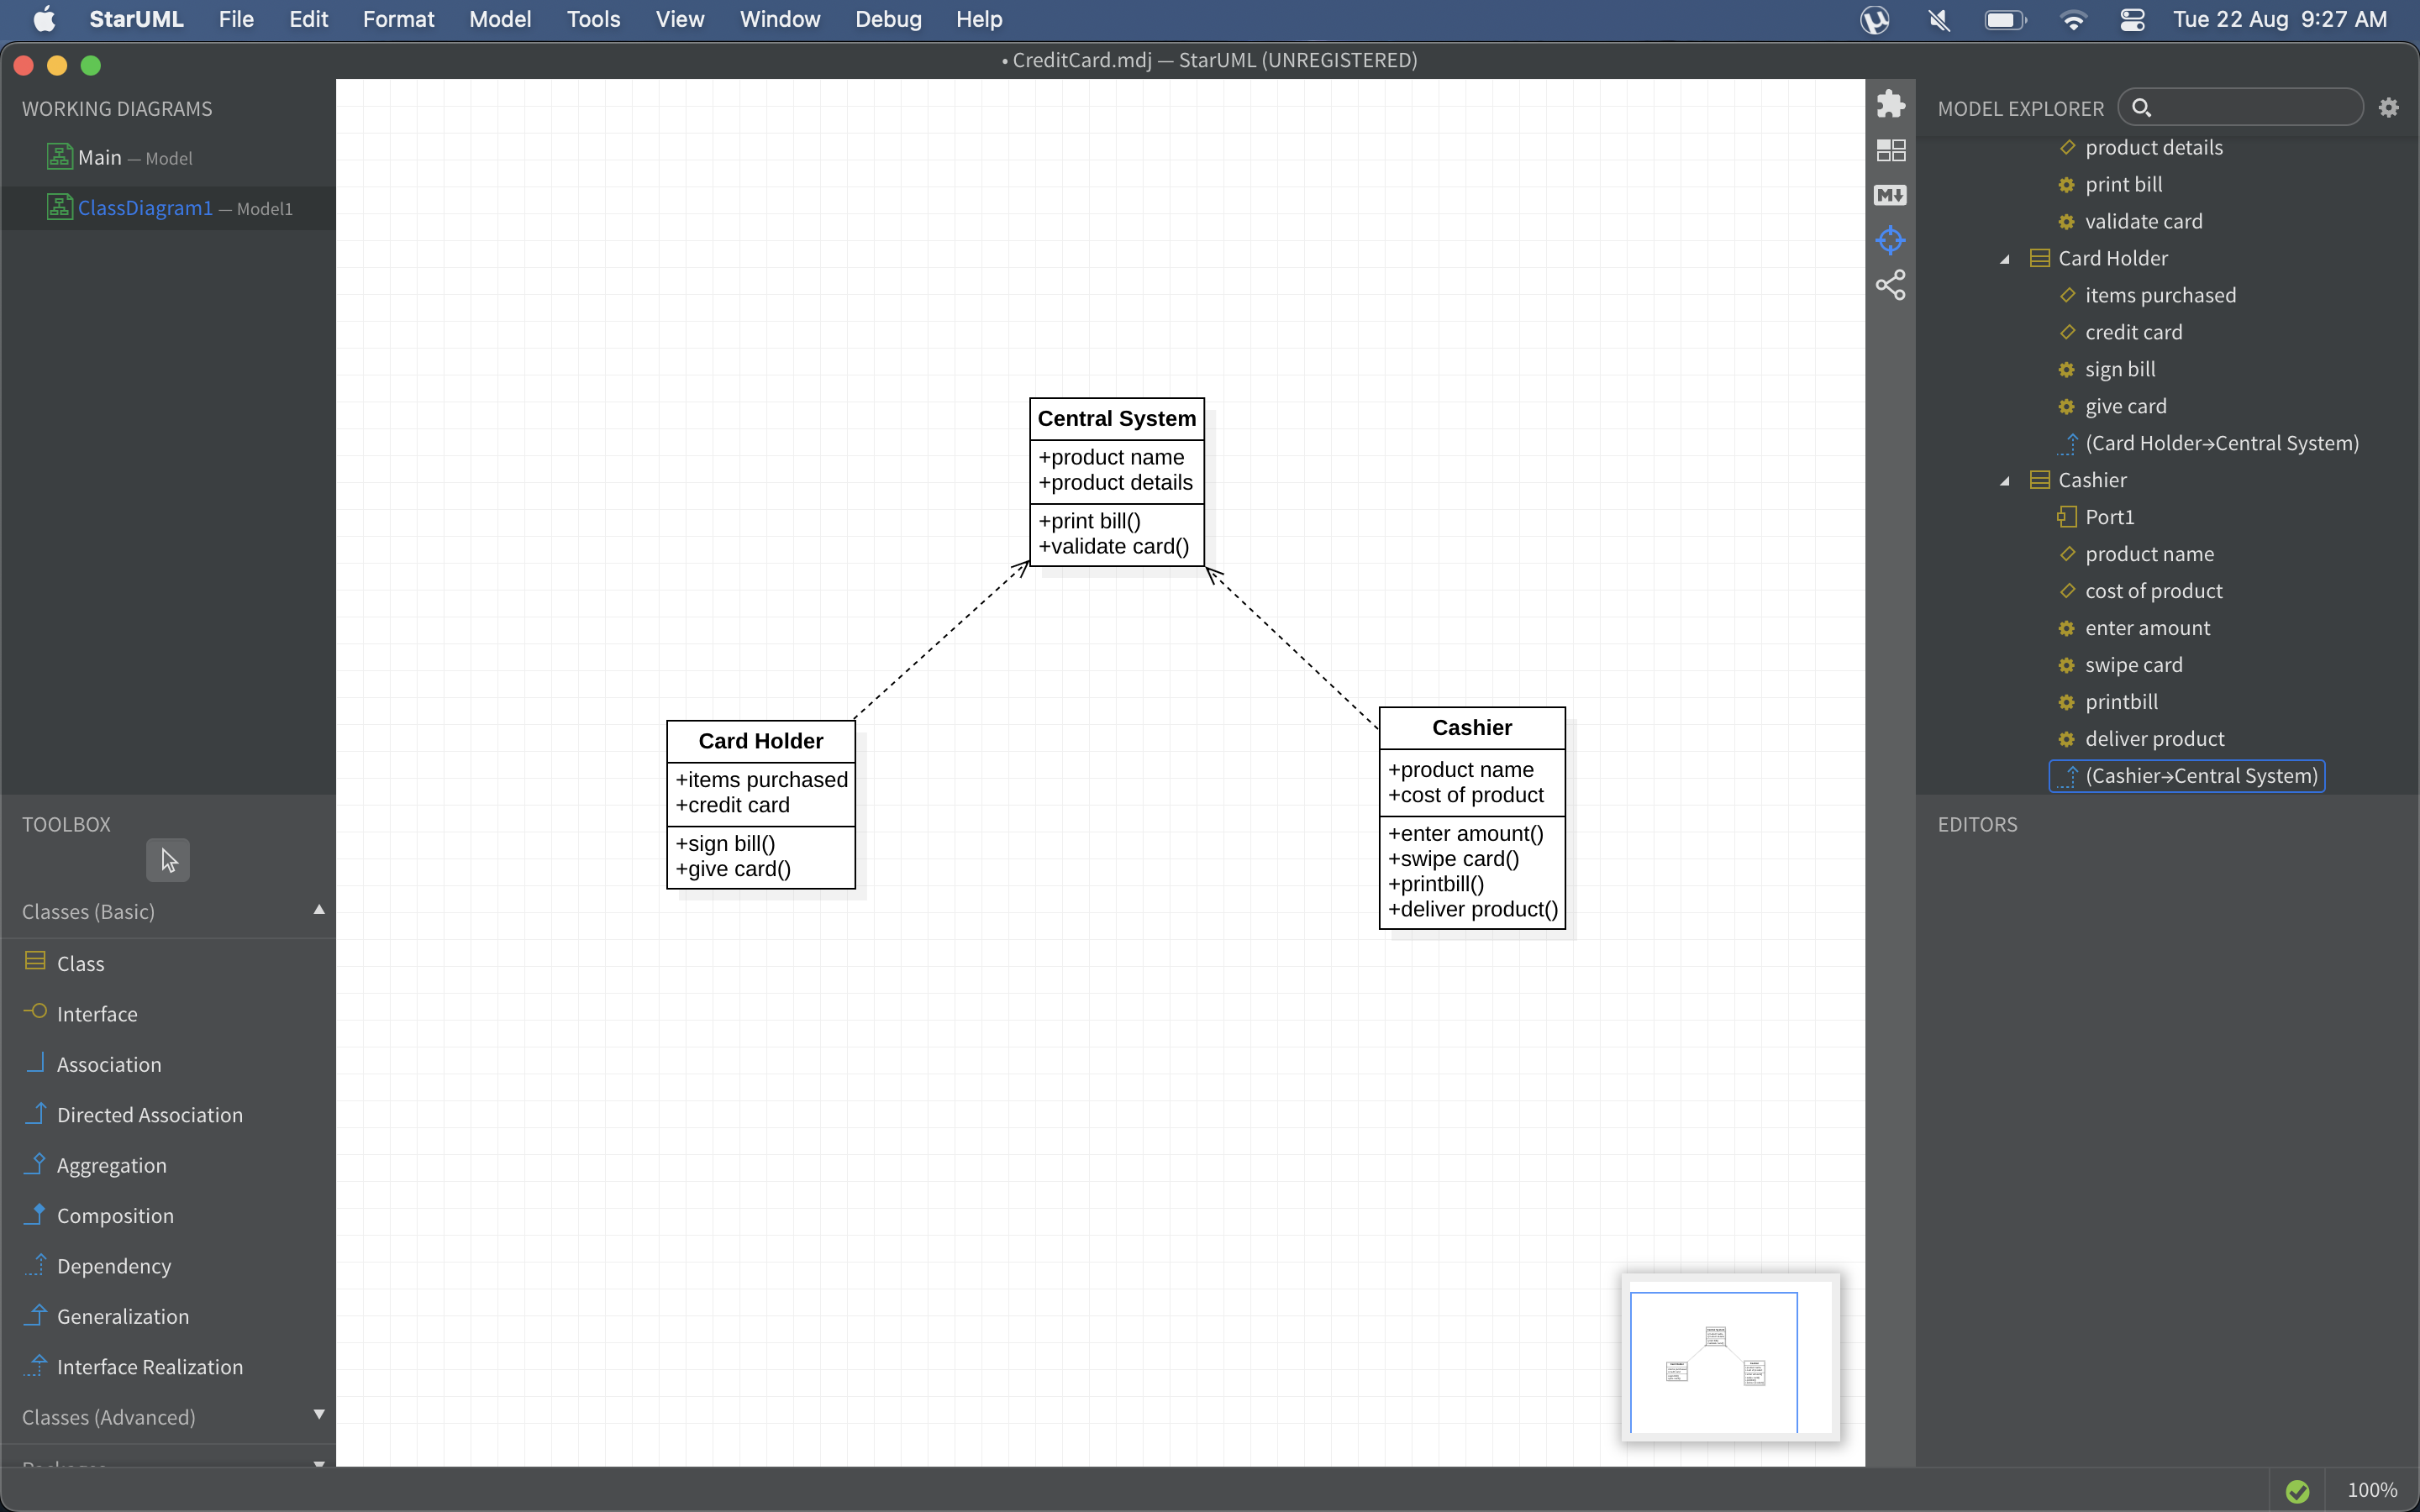 StarUML File Edit Format Model Tools View Window Debug Help Tue 22 Aug 9:27 AM
• CreditCard.mdj — StarUML (UNREGISTERED)
WORKING DIAGRAMS
Main — Model
ClassDiagram1 — Model1
TOOLBOX
Classes (Basic)
Class
Interface
Association
Directed Association
Aggregation
Composition
Dependency
Generalization
Interface Realization
Classes (Advanced)
Central System
+product name
+product details
+print bill()
+validate card()
Card Holder
+items purchased
+credit card
+sign bill()
+give card()
Cashier
+product name
+cost of product
+enter amount()
+swipe card()
+printbill()
+deliver product()
M
MODEL EXPLORER
product details
print bill
validate card
Card Holder
items purchased
credit card
sign bill
give card
(Card Holder→Central System)
Cashier
Port1
product name
cost of product
enter amount
swipe card
printbill
deliver product
(Cashier→Central System)
EDITORS
100%